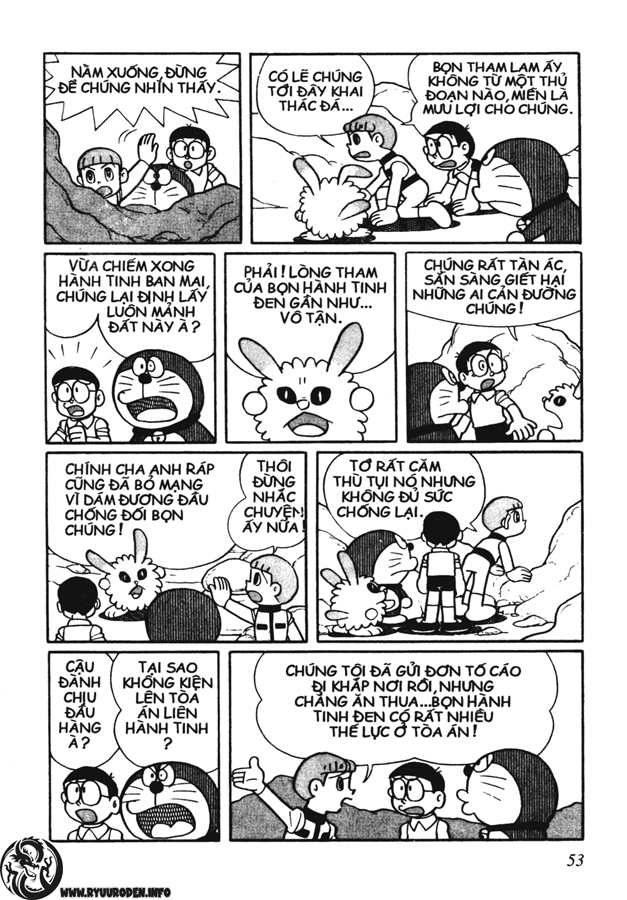 NẰM XUỐNG, ĐỪNG
ĐỂ CHÚNG NHÌN THẤY.
CÓ LẼ CHÚNG
TỚI ĐÂY KHAI
THÁC ĐÁ...
BỌN THAM LAM ẤY
KHÔNG TỪ MỘT THỦ
ĐOẠN NÀO, MIỄN LÀ
MƯU LỢI CHO CHÚNG.
VỪA CHIẾM XONG
HÀNH TINH BAN MAI,
CHÚNG LẠI ĐỊNH LẤY
LUÔN MẢNH
ĐẤT NÀY À?
PHẢI! LÒNG THAM
CỦA BỌN HÀNH TINH
ĐEN GẦN NHƯ...
VÔ TẬN.
CHÚNG RẤT TÀN ÁC,
SẴN SÀNG GIẾT HẠI
NHỮNG AI CẢN ĐƯỜNG
CHÚNG!
CHÍNH CHA ANH RÁP
CŨNG ĐÃ BỎ MẠNG
VÌ DÁM ĐƯƠNG ĐẦU
CHỐNG ĐỐI BỌN
CHÚNG!
THÔI
ĐỪNG
NHẮC
CHUYỆN
ẤY NỮA!
TỚ RẤT CĂM
THÙ TỤI NÓ NHƯNG
KHÔNG ĐỦ SỨC
CHỐNG LẠI.
CẬU
ĐÀNH
CHỊU
ĐẦU
HÀNG
À?
TẠI SAO
KHÔNG KIỆN
LÊN TÒA
ÁN LIÊN
HÀNH TINH
?
CHÚNG TÔI ĐÃ GỬI ĐƠN TỐ CÁO
ĐI KHẮP NƠI RỒI, NHƯNG
CHẲNG ĂN THUA...BỌN HÀNH
TINH ĐEN CÓ RẤT NHIỀU
THẾ LỰC Ở TÒA ÁN!
53
WWW.RYUURODEN.INFO